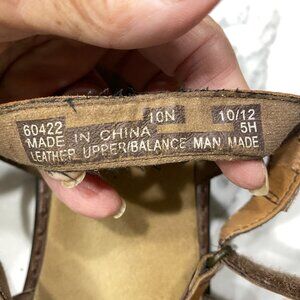 60422 10N 10/12
MADE IN CHINA 5H
LEATHER UPPER/BALANCE MAN MADE